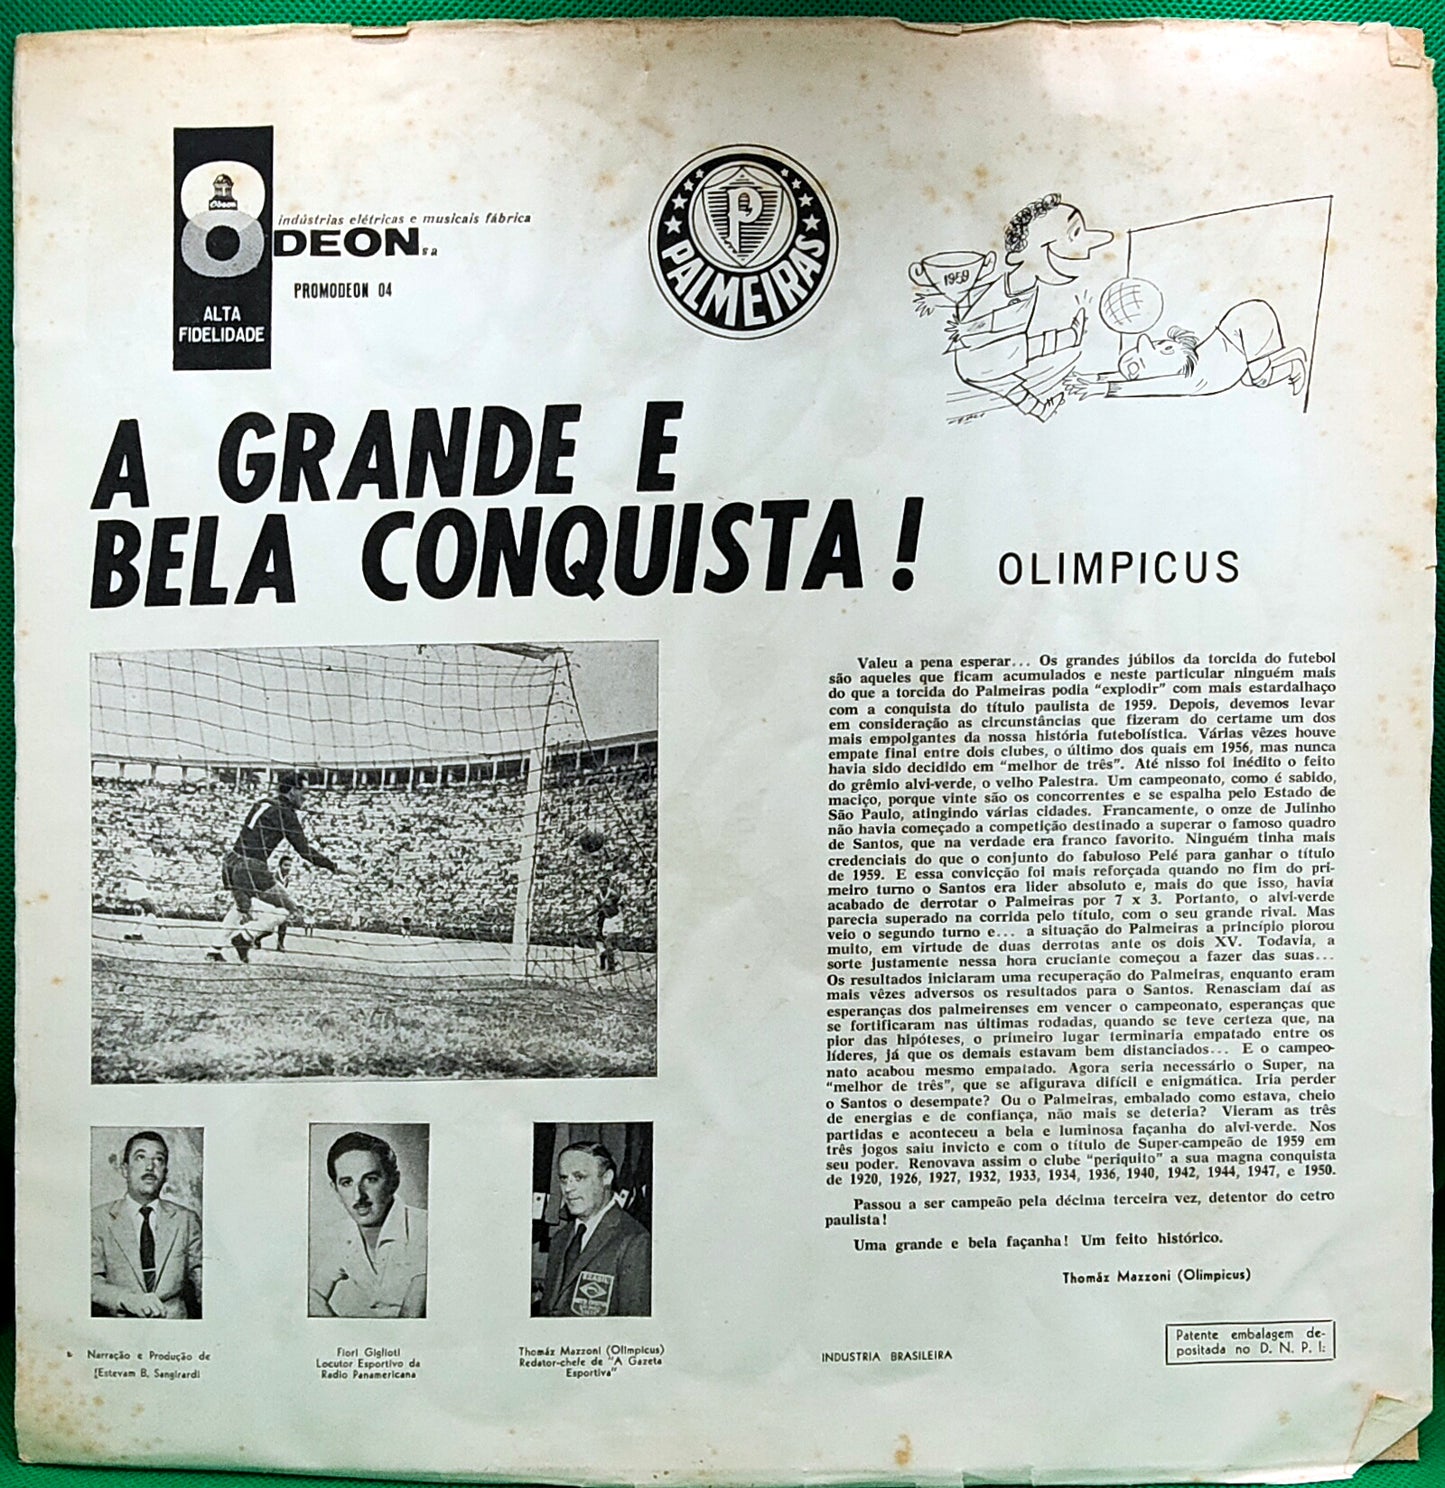 Odeon
indústrias elétricas e musicais fábrica
ODEON s a
PROMODEON 04
ALTA
FIDELIDADE
P
PALMEIRAS
1959
A GRANDE E
BELA CONQUISTA!
OLIMPICUS
Valeu a pena esperar... Os grandes júbilos da torcida do futebol
são aqueles que ficam acumulados e neste particular ninguém mais
do que a torcida do Palmeiras podia "explodir" com mais estardalhaço
com a conquista do título paulista de 1959. Depois, devemos levar
em consideração as circunstâncias que fizeram do certame um dos
mais empolgantes da nossa história futebolística. Várias vêzes houve
empate final entre dois clubes, o último dos quais em 1956, mas nunca
havia sido decidido em "melhor de três". Até nisso foi inédito o feito
do grêmio alvi-verde, o velho Palestra. Um campeonato, como é sabido,
maciço, porque vinte são os concorrentes e se espalha pelo Estado de
São Paulo, atingindo várias cidades. Francamente, o onze de Julinho
não havia começado a competição destinado a superar o famoso quadro
de Santos, que na verdade era franco favorito. Ninguém tinha mais
credenciais do que o conjunto do fabuloso Pelé para ganhar o título
de 1959. E essa convicção foi mais reforçada quando no fim do pri-
meiro turno o Santos era lider absoluto e, mais do que isso, havia
acabado de derrotar o Palmeiras por 7 x 3. Portanto, o alvi-verde
parecia superado na corrida pelo título, com o seu grande rival. Mas
veio o segundo turno e... a situação do Palmeiras a princípio piorou
muito, em virtude de duas derrotas ante os dois XV. Todavia, a
sorte justamente nessa hora cruciante começou a fazer das suas...
Os resultados iniciaram uma recuperação do Palmeiras, enquanto eram
mais vêzes adversos os resultados para o Santos. Renasciam daí as
esperanças dos palmeirenses em vencer o campeonato, esperanças que
se fortificaram nas últimas rodadas, quando se teve certeza que, na
pior das hipóteses, o primeiro lugar terminaria empatado entre os
líderes, já que os demais estavam bem distanciados... E o campeo-
nato acabou mesmo empatado. Agora seria necessário o Super, na
"melhor de três", que se afigurava difícil e enigmática. Iria perder
o Santos o desempate? Ou o Palmeiras, embalado como estava, cheio
de energias e de confiança, não mais se deteria? Vieram as três
partidas e aconteceu a bela e luminosa façanha do alvi-verde. Nos
três jogos saiu invicto e com o título de Super-campeão de 1959 em
seu poder. Renovava assim o clube "periquito" a sua magna conquista
de 1920, 1926, 1927, 1932, 1933, 1934, 1936, 1940, 1942, 1944, 1947, e 1950.
Passou a ser campeão pela décima terceira vez, detentor do cetro
paulista!
Uma grande e bela façanha! Um feito histórico.
Thomáz Mazzoni (Olimpicus)
1
BRASIL
Narração e Produção de
Estevam B. Sangirardi
Fiori Giglioti
Locutor Esportivo da
Radio Panamericana
Thomáz Mazzoni (Olimpicus)
Redator-chefe de "A Gazeta
Esportiva"
INDUSTRIA BRASILEIRA
Patente embalagem de-
positada no D. N. P. I.